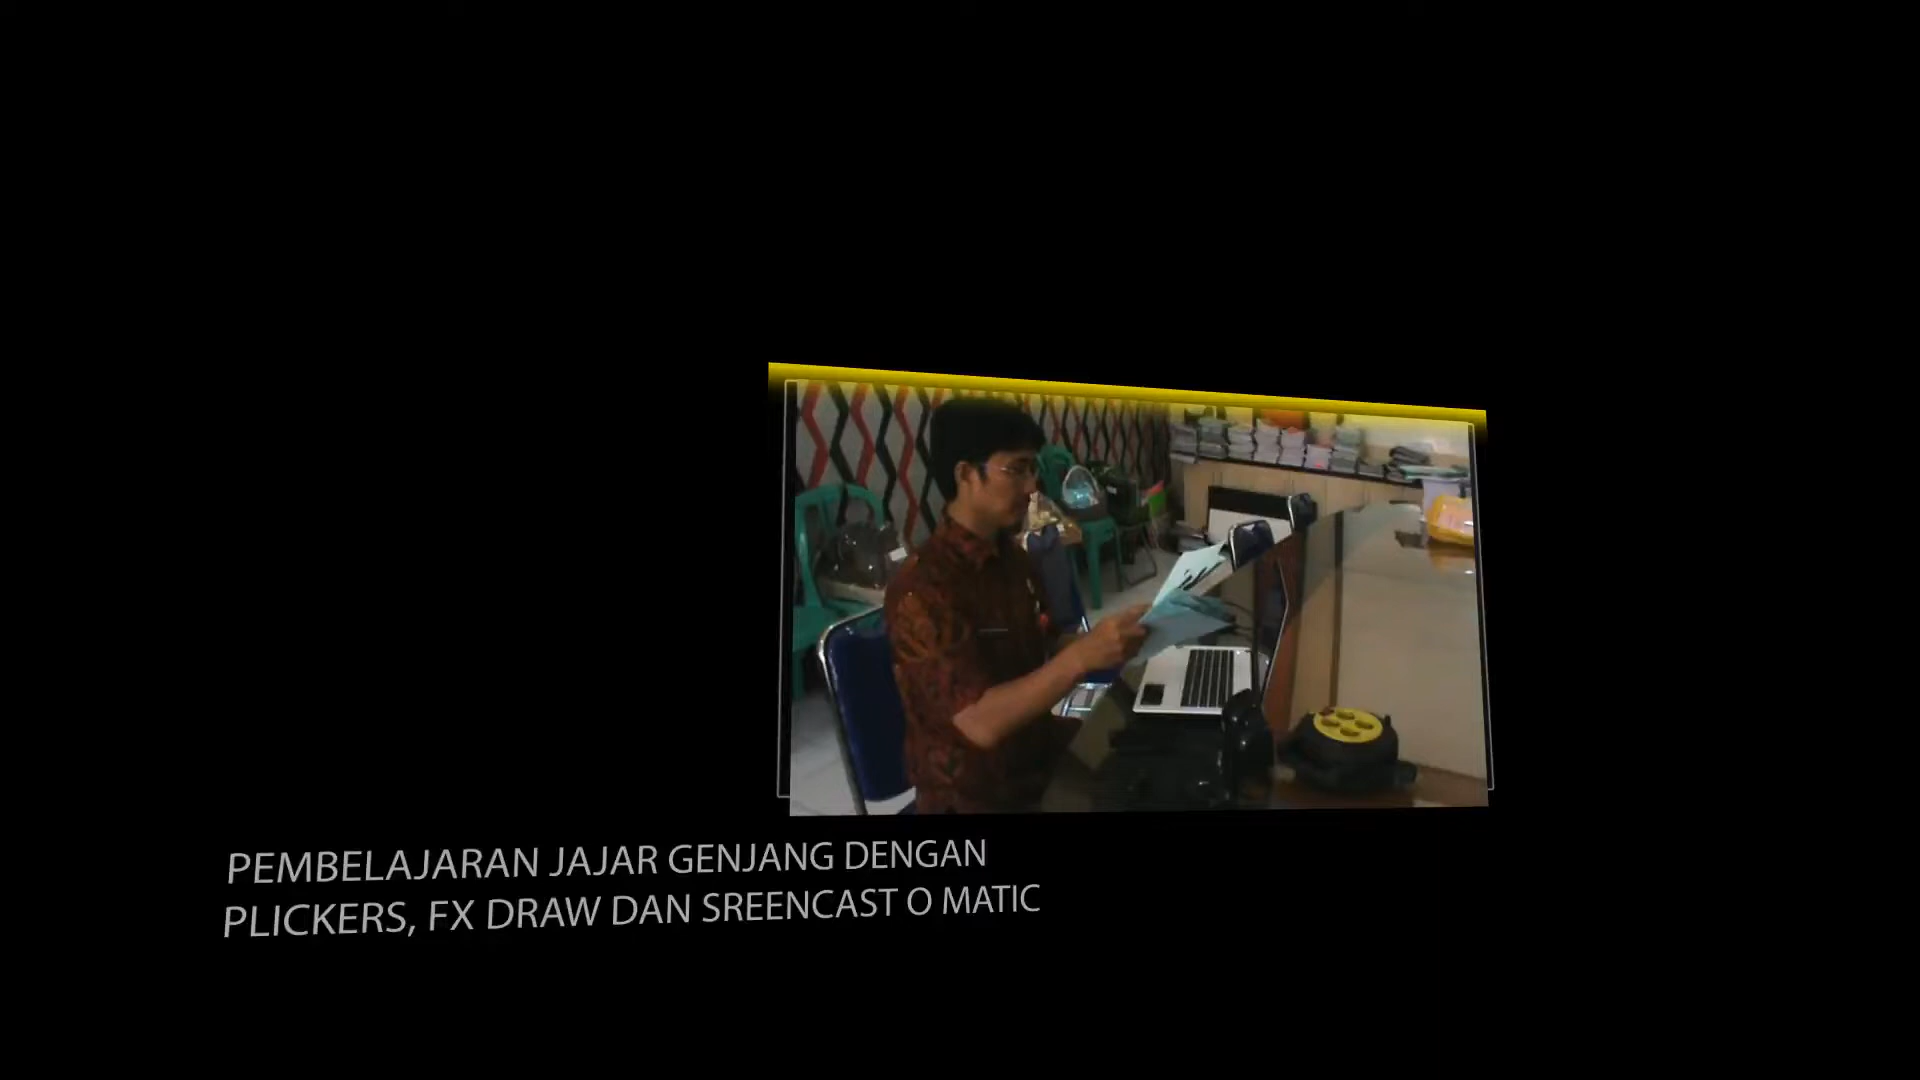 PEMBELAJARAN JAJAR GENJANG DENGAN
PLICKERS, FX DRAW DAN SREENCAST O MATIC